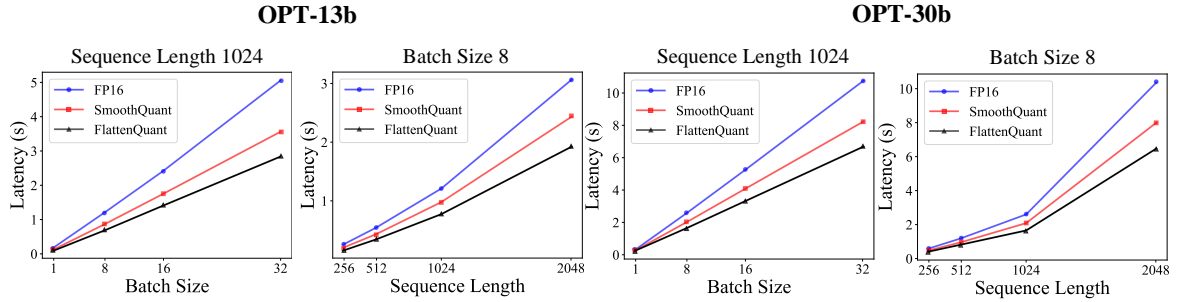 OPT-13b
OPT-30b
Sequence Length 1024
5
4
3
2
1
0
Latency (s)
FP16
SmoothQuant
FlattenQuant
1 8 16 32
Batch Size
Batch Size 8
3
2
1
Latency (s)
FP16
SmoothQuant
FlattenQuant
256 512 1024 2048
Sequence Length
Sequence Length 1024
10
8
6
4
2
0
Latency (s)
FP16
SmoothQuant
FlattenQuant
1 8 16 32
Batch Size
Batch Size 8
10
8
6
4
2
0
Latency (s)
FP16
SmoothQuant
FlattenQuant
256 512 1024 2048
Sequence Length